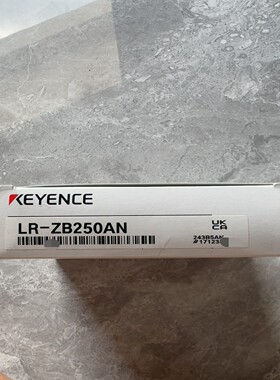 KEYENCE
LR-ZB250AN
UK
CA
243B5AK
#17123